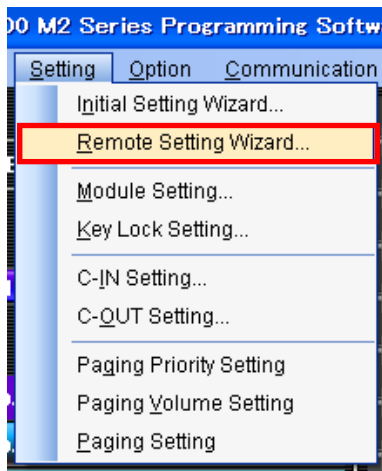 00 M2 Series Programming Softw
Setting Option Communication
Initial Setting Wizard...
Remote Setting Wizard...
Module Setting...
Key Lock Setting...
C-IN Setting...
C-OUT Setting...
Paging Priority Setting
Paging Volume Setting
Paging Setting